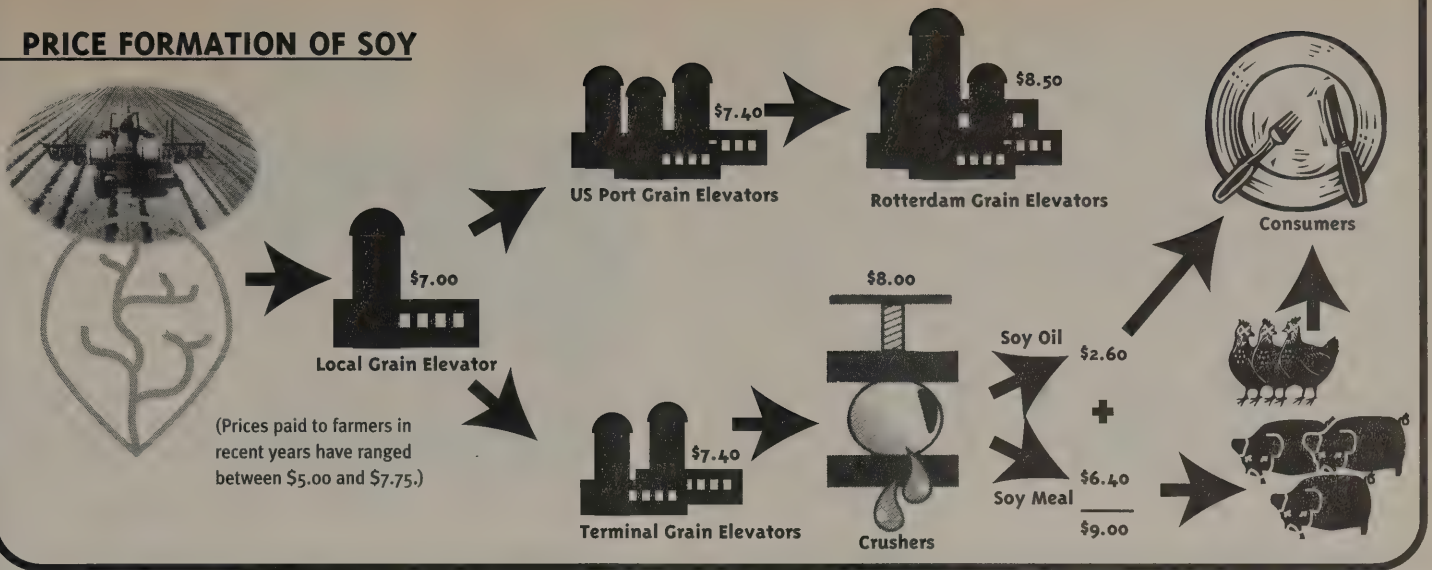 PRICE FORMATION OF SOY
$7.00
Local Grain Elevator
(Prices paid to farmers in
recent years have ranged
between $5.00 and $7.75.)
$7.40
US Port Grain Elevators
$8.50
Rotterdam Grain Elevators
$7.40
Terminal Grain Elevators
$8.00
Crushers
Soy Oil
$2.60
+
Soy Meal
$6.40
$9.00
Consumers